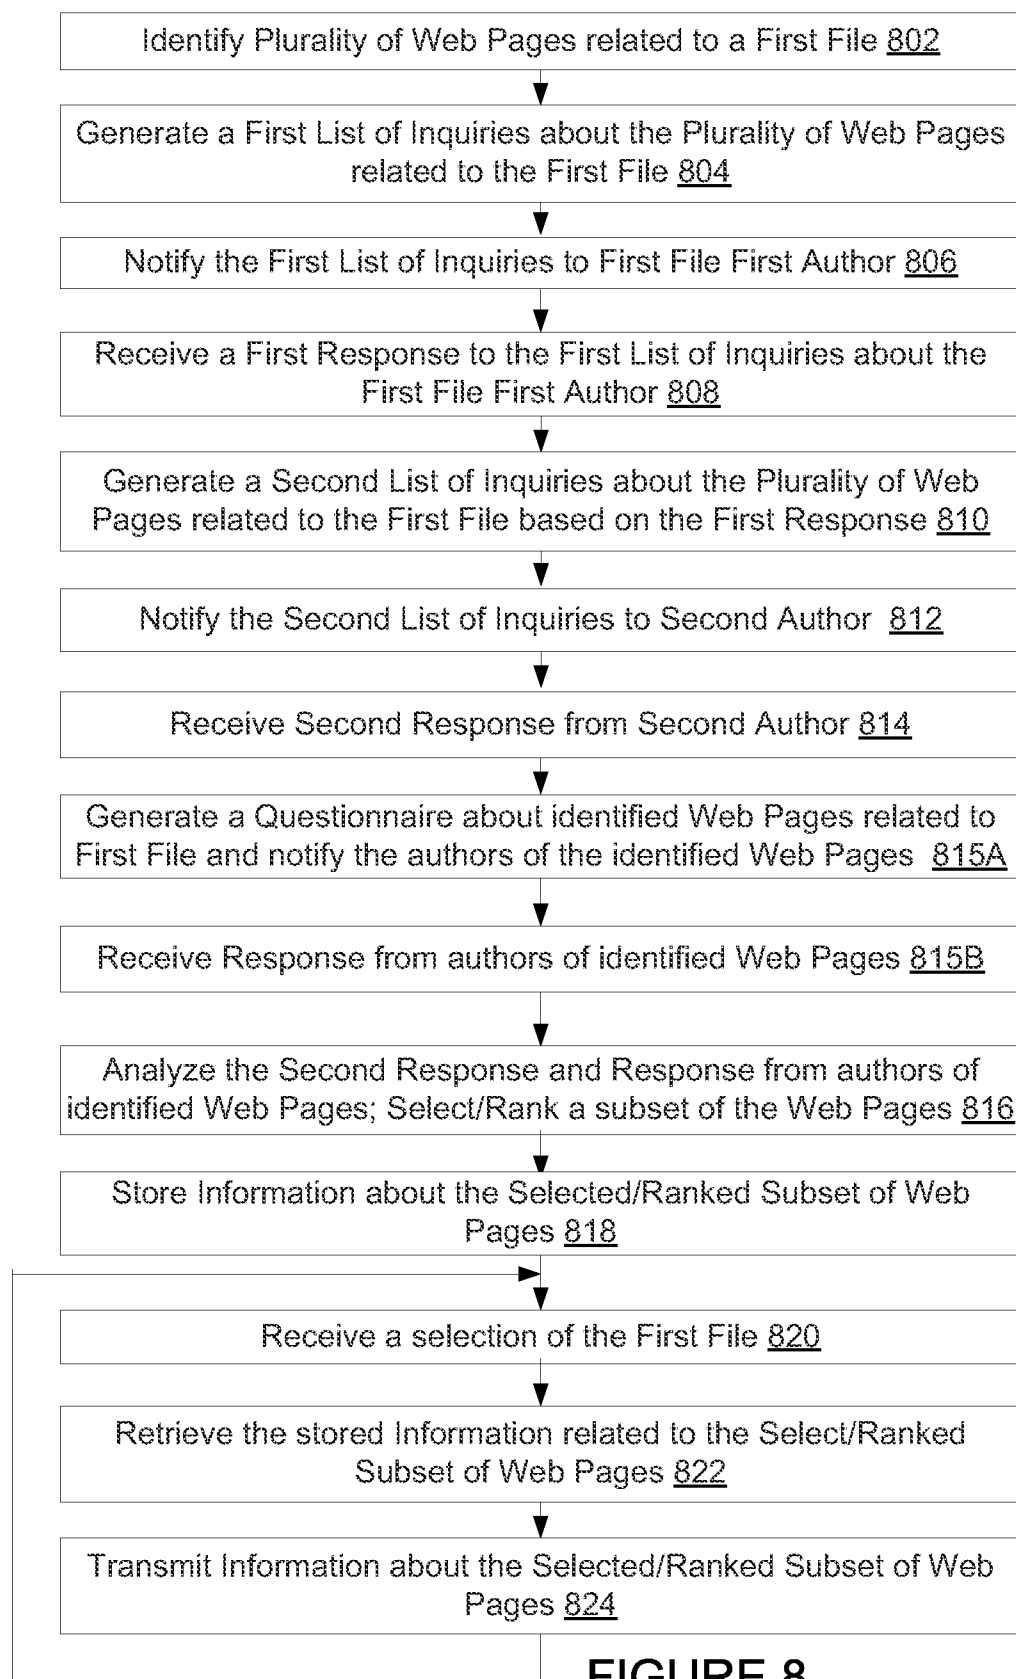 Identify Plurality of Web Pages related to a First File 802
Generate a First List of Inquiries about the Plurality of Web Pages
related to the First File 804
Notify the First List of Inquiries to First File First Author 806
Receive a First Response to the First List of Inquiries about the
First File First Author 808
Generate a Second List of Inquiries about the Plurality of Web
Pages related to the First File based on the First Response 810
Notify the Second List of Inquiries to Second Author 812
Receive Second Response from Second Author 814
Generate a Questionnaire about identified Web Pages related to
First File and notify the authors of the identified Web Pages 815A
Receive Response from authors of identified Web Pages 815B
Analyze the Second Response and Response from authors of
identified Web Pages; Select/Rank a subset of the Web Pages 816
Store Information about the Selected/Ranked Subset of Web
Pages 818
Receive a selection of the First File 820
Retrieve the stored Information related to the Select/Ranked
Subset of Web Pages 822
Transmit Information about the Selected/Ranked Subset of Web
Pages 824
FIGURE 8